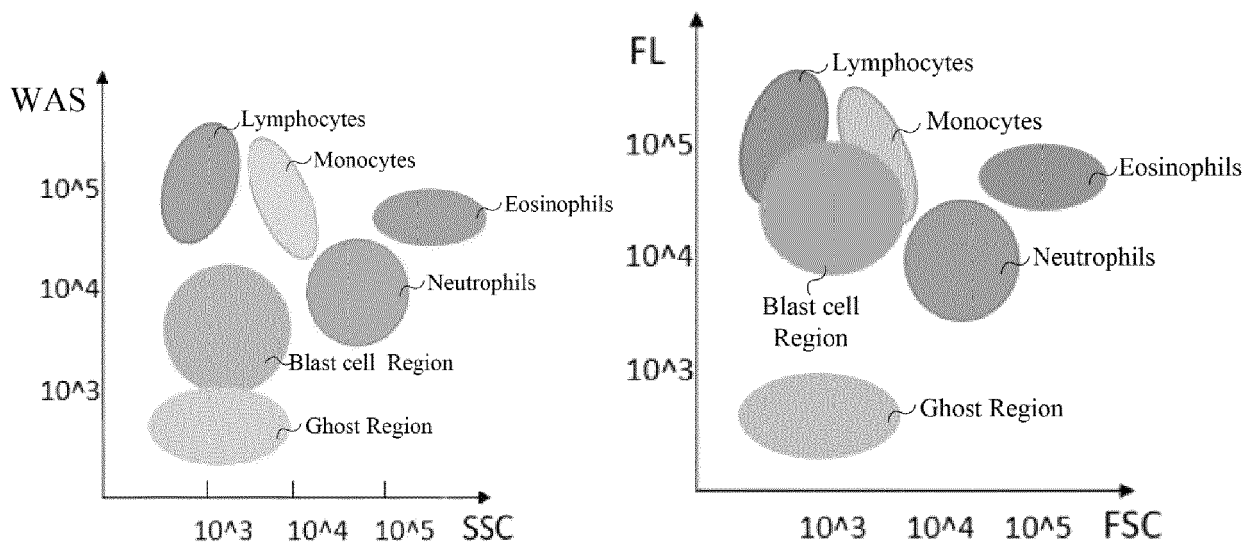 WAS
Lymphocytes
Monocytes
10^5
Eosinophils
10^4
Neutrophils
Blast cell Region
10^3
Ghost Region
10^3
10^4
10^5
SSC
FL
Lymphocytes
Monocytes
10^5
Eosinophils
10^4
Neutrophils
Blast cell
Region
10^3
Ghost Region
10^3
10^4
10^5
FSC